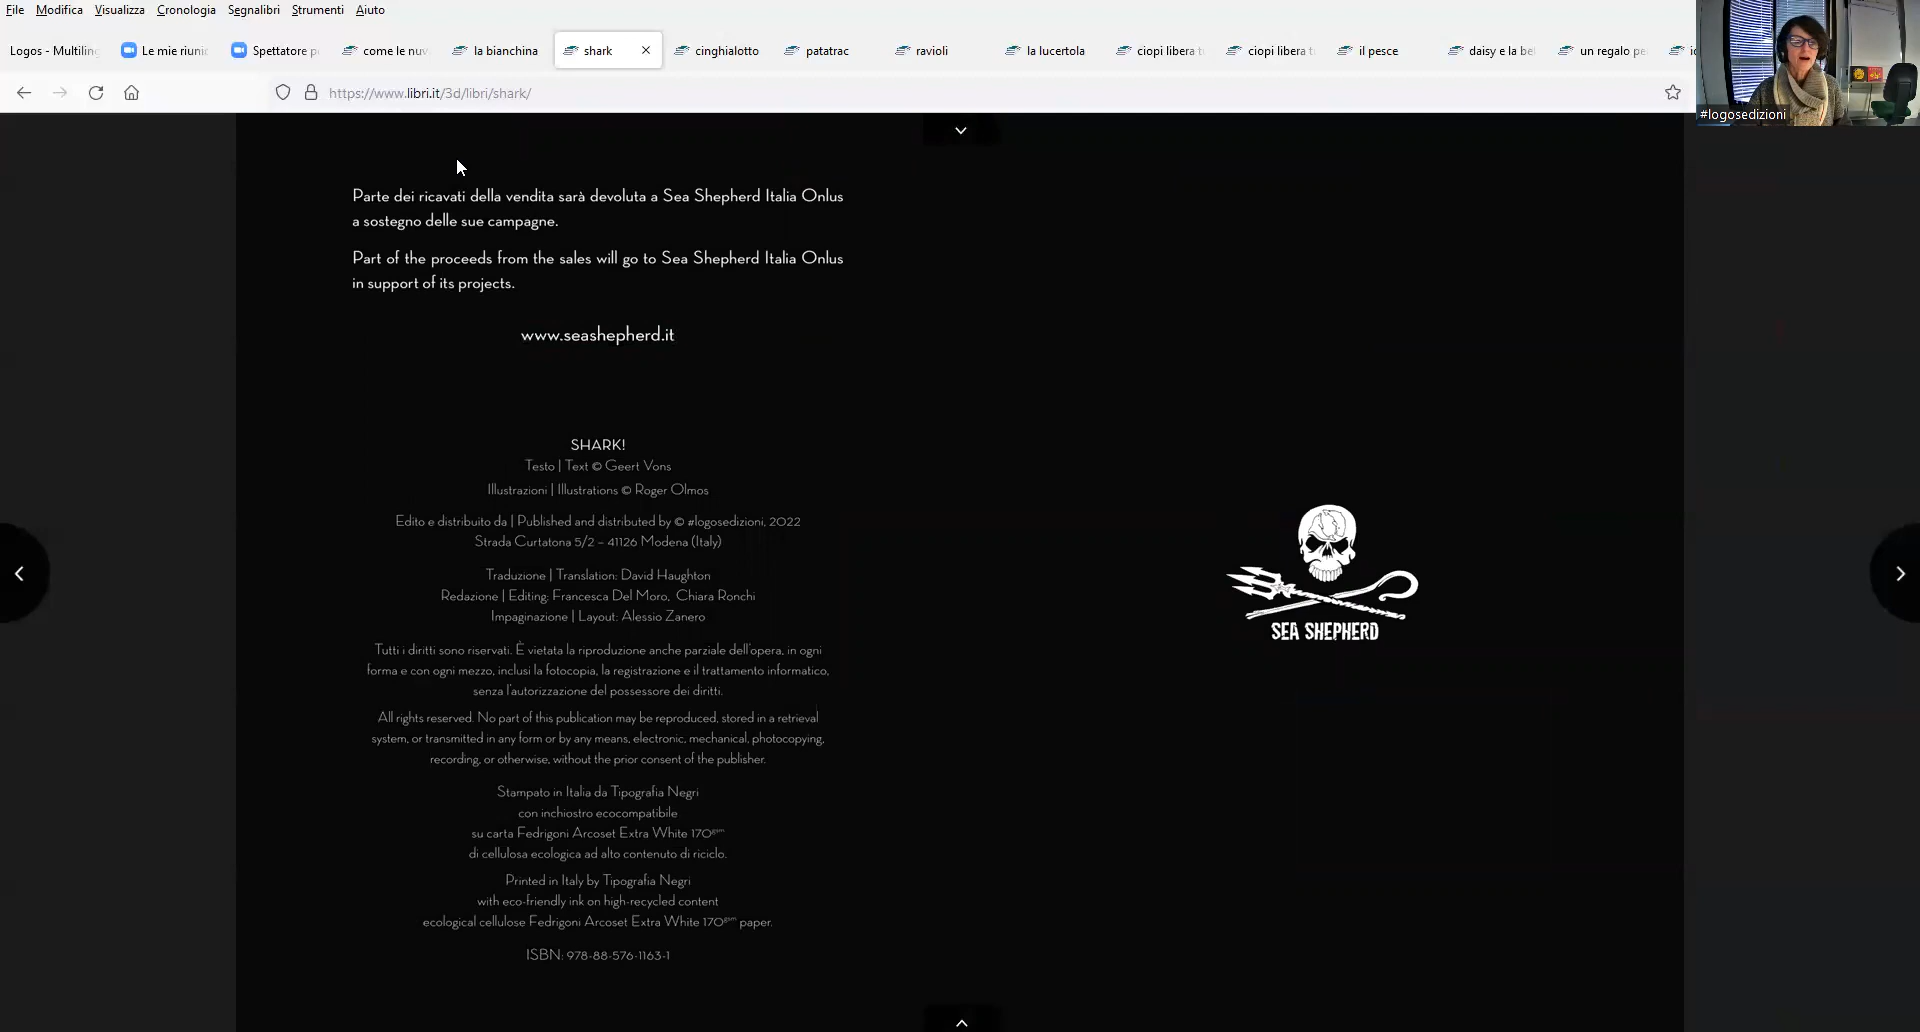 File Modifica Visualizza Cronologia Segnalibri Strumenti Aiuto
Logos - Multiling Le mie riunio Spettatore p come le nuv la bianchina shark cinghialotto patatrac ravioli la lucertola ciopi libera t ciopi libera t il pesce daisy e la be un regalo pe
https://www.libri.it/3d/libri/shark/
#logosedizioni
Parte dei ricavati della vendita sarà devoluta a Sea Shepherd Italia Onlus
a sostegno delle sue campagne.
Part of the proceeds from the sales will go to Sea Shepherd Italia Onlus
in support of its projects.
www.seashepherd.it
SHARK!
Testo | Text © Geert Vons
Illustrazioni | Illustrations © Roger Olmos
Edito e distribuito da | Published and distributed by © #logosedizioni, 2022
Strada Curtatona 5/2 – 41126 Modena (Italy)
Traduzione | Translation: David Haughton
Redazione | Editing: Francesca Del Moro, Chiara Ronchi
Impaginazione | Layout: Alessio Zanero
Tutti i diritti sono riservati. È vietata la riproduzione anche parziale dell'opera, in ogni
forma e con ogni mezzo, inclusi la fotocopia, la registrazione e il trattamento informatico,
senza l'autorizzazione del possessore dei diritti.
All rights reserved. No part of this publication may be reproduced, stored in a retrieval
system, or transmitted in any form or by any means, electronic, mechanical, photocopying,
recording, or otherwise, without the prior consent of the publisher.
Stampato in Italia da Tipografia Negri
con inchiostro ecocompatibile
su carta Fedrigoni Arcoset Extra White 170gsm
di cellulosa ecologica ad alto contenuto di riciclo.
Printed in Italy by Tipografia Negri
with eco-friendly ink on high-recycled content
ecological cellulose Fedrigoni Arcoset Extra White 170gsm paper.
ISBN: 978-88-576-1163-1
SEA SHEPHERD